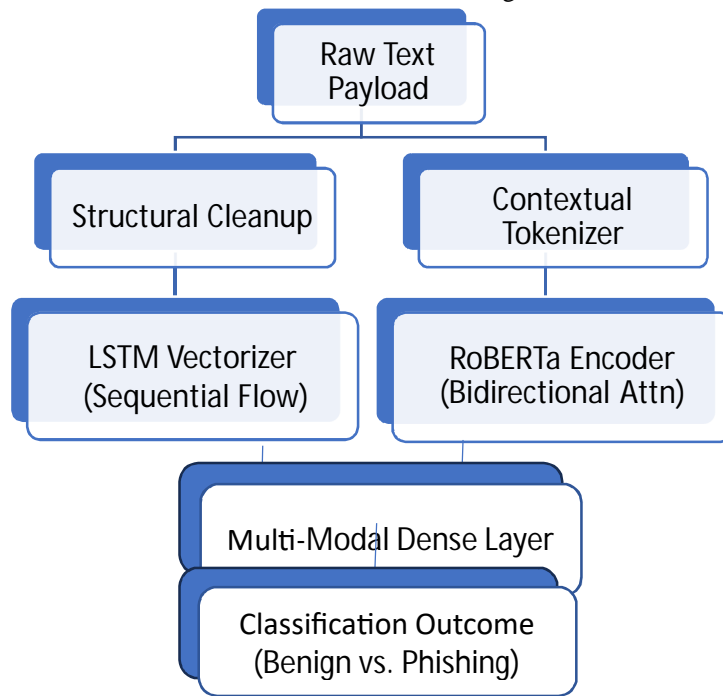 Raw Text
Payload
Structural Cleanup
Contextual
Tokenizer
LSTM Vectorizer
(Sequential Flow)
RoBERTa Encoder
(Bidirectional Attn)
Multi-Modal Dense Layer
Classification Outcome
(Benign vs. Phishing)